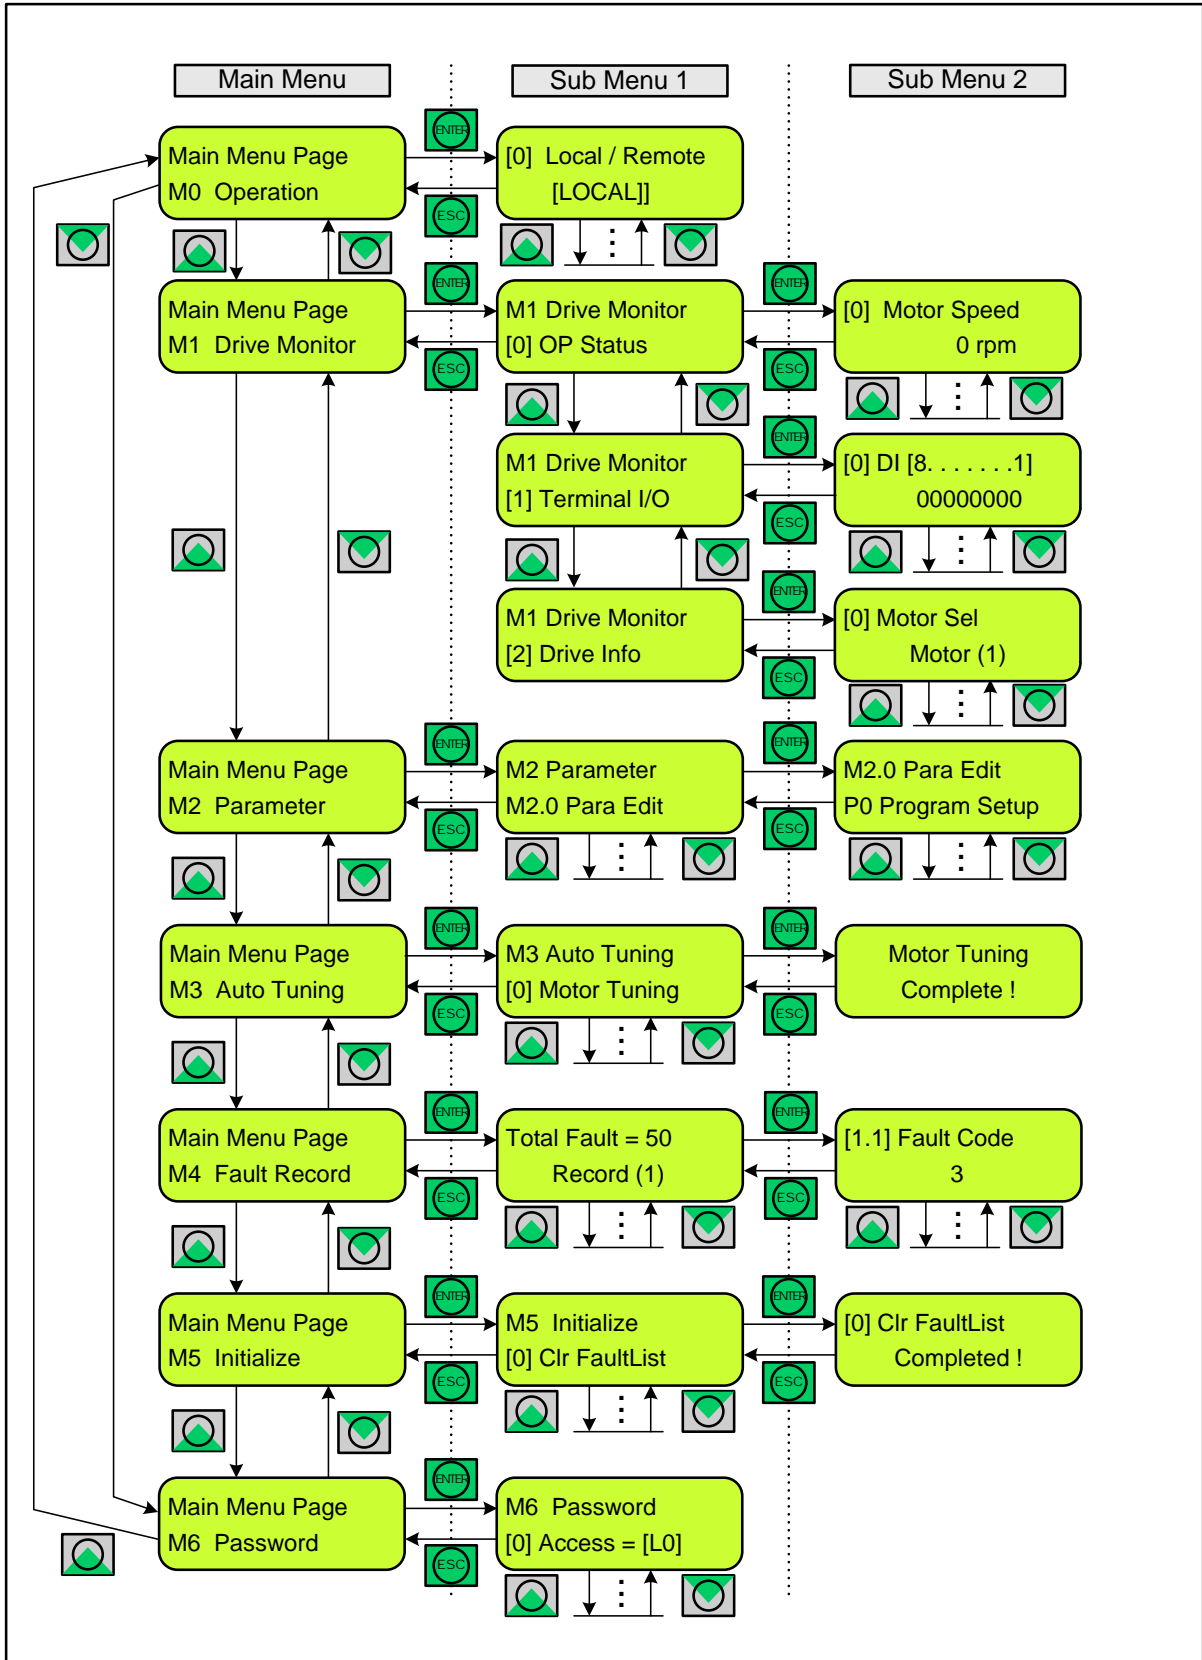 Main Menu
Sub Menu 1
Sub Menu 2
ENTER
Main Menu Page
M0 Operation
[0] Local / Remote
[LOCAL]]
ESC
ENTER
ENTER
Main Menu Page
M1 Drive Monitor
M1 Drive Monitor
[0] OP Status
[0] Motor Speed
0 rpm
ESC
ESC
ENTER
M1 Drive Monitor
[1] Terminal I/O
[0] DI [8. . . . . . .1]
00000000
ESC
ENTER
M1 Drive Monitor
[2] Drive Info
[0] Motor Sel
Motor (1)
ESC
ENTER
ENTER
Main Menu Page
M2 Parameter
M2 Parameter
M2.0 Para Edit
M2.0 Para Edit
P0 Program Setup
ESC
ESC
ENTER
ENTER
Main Menu Page
M3 Auto Tuning
M3 Auto Tuning
[0] Motor Tuning
Motor Tuning
Complete !
ESC
ESC
ENTER
ENTER
Main Menu Page
M4 Fault Record
Total Fault = 50
Record (1)
[1.1] Fault Code
3
ESC
ESC
ENTER
ENTER
Main Menu Page
M5 Initialize
M5 Initialize
[0] Clr FaultList
[0] Clr FaultList
Completed !
ESC
ESC
ENTER
Main Menu Page
M6 Password
M6 Password
[0] Access = [L0]
ESC